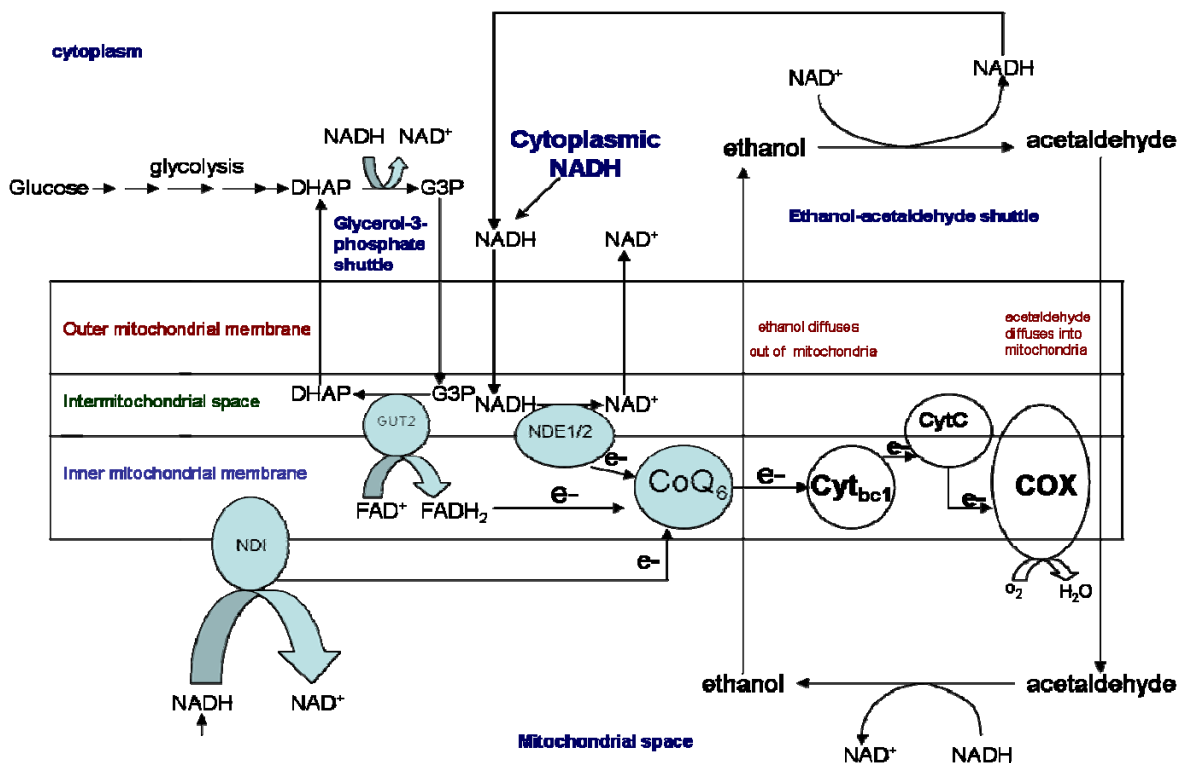 cytoplasm
NAD+
NADH
NADH NAD+
Cytoplasmic
NADH
ethanol
acetaldehyde
glycolysis
Glucose
DHAP
G3P
Glycerol-3-
phosphate
shuttle
Ethanol-acetaldehyde shuttle
NADH
NAD+
Outer mitochondrial membrane
ethanol diffuses
out of mitochondria
acetaldehyde
diffuses into
mitochondria
Intermitochondrial space
DHAP
G3P
NADH
NAD+
GUT2
NDE1/2
CytC
Inner mitochondrial membrane
e-
e-
CoQ6
e-
Cytbc1
e-
COX
FAD+
FADH2
e-
NDI
e-
O2
H2O
NADH
NAD+
ethanol
acetaldehyde
Mitochondrial space
NAD+
NADH